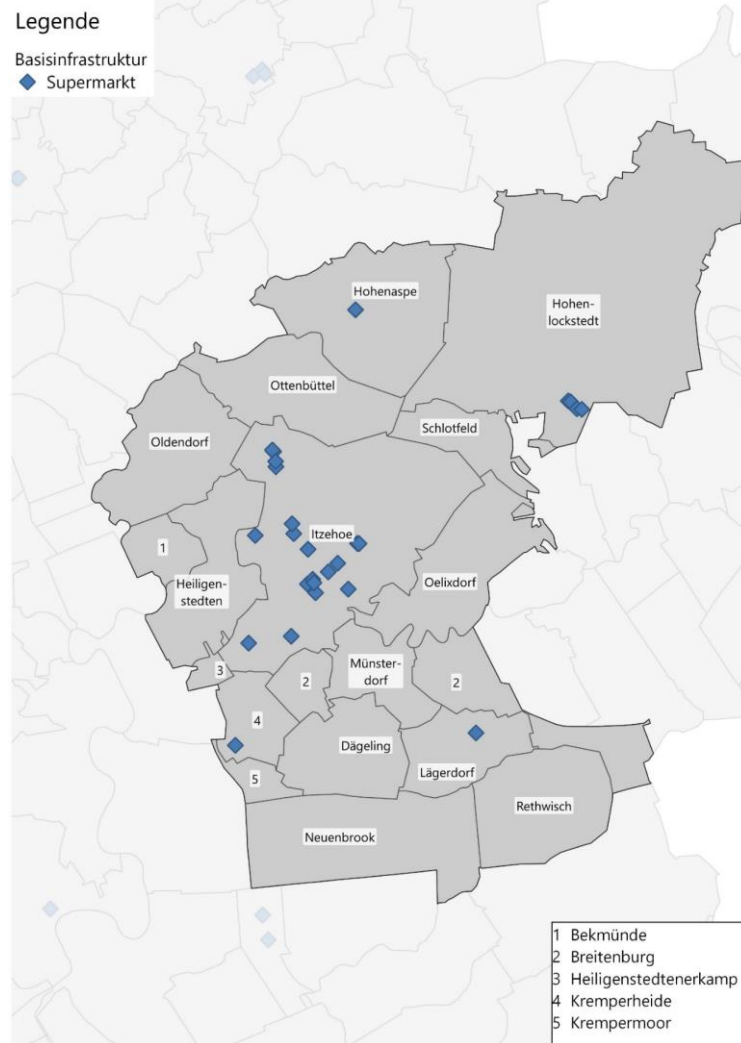 Legende
Basisinfrastruktur
Supermarkt
Hohenaspe
Hohen-
lockstedt
Ottenbüttel
Schlotfeld
Oldendorf
Itzehoe
1
Heiligen-
stedten
Oelixdorf
Münster-
dorf
3
2
2
4
Dägeling
Lägerdorf
5
Rethwisch
Neuenbrook
1 Bekmünde
2 Breitenburg
3 Heiligenstedtenerkamp
4 Kremperheide
5 Krempermoor